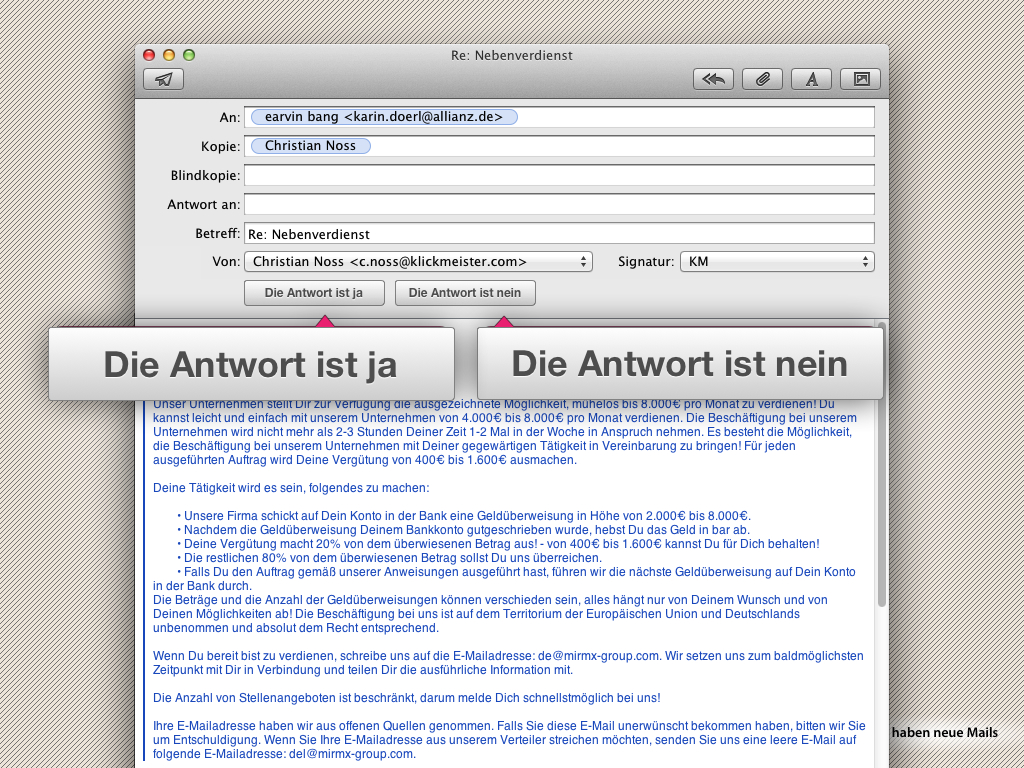 Re: Nebenverdienst
An: earvin bang <karin.doerl@allianz.de>
Kopie: Christian Noss
Blindkopie:
Antwort an:
Betreff: Re: Nebenverdienst
Von: Christian Noss <c.noss@klickmeister.com> Signatur: KM
Die Antwort ist ja Die Antwort ist nein
Die Antwort ist ja Die Antwort ist nein
Unser Unternehmen stellt Dir zur Verfügung die ausgezeichnete Möglichkeit, mühelos bis 8.000€ pro Monat zu verdienen! Du
kannst leicht und einfach mit unserem Unternehmen von 4.000€ bis 8.000€ pro Monat verdienen. Die Beschäftigung bei unserem
Unternehmen wird nicht mehr als 2-3 Stunden Deiner Zeit 1-2 Mal in der Woche in Anspruch nehmen. Es besteht die Möglichkeit,
die Beschäftigung bei unserem Unternehmen mit Deiner gegewärtigen Tätigkeit in Vereinbarung zu bringen! Für jeden
ausgeführten Auftrag wird Deine Vergütung von 400€ bis 1.600€ ausmachen.
Deine Tätigkeit wird es sein, folgendes zu machen:
• Unsere Firma schickt auf Dein Konto in der Bank eine Geldüberweisung in Höhe von 2.000€ bis 8.000€.
• Nachdem die Geldüberweisung Deinem Bankkonto gutgeschrieben wurde, hebst Du das Geld in bar ab.
• Deine Vergütung macht 20% von dem überwiesenen Betrag aus! - von 400€ bis 1.600€ kannst Du für Dich behalten!
• Die restlichen 80% von dem überwiesenen Betrag sollst Du uns überreichen.
• Falls Du den Auftrag gemäß unserer Anweisungen ausgeführt hast, führen wir die nächste Geldüberweisung auf Dein Konto
in der Bank durch.
Die Beträge und die Anzahl der Geldüberweisungen können verschieden sein, alles hängt nur von Deinem Wunsch und von
Deinen Möglichkeiten ab! Die Beschäftigung bei uns ist auf dem Territorium der Europäischen Union und Deutschlands
unbenommen und absolut dem Recht entsprechend.
Wenn Du bereit bist zu verdienen, schreibe uns auf die E-Mailadresse: de@mirmx-group.com. Wir setzen uns zum baldmöglichsten
Zeitpunkt mit Dir in Verbindung und teilen Dir die ausführliche Information mit.
Die Anzahl von Stellenangeboten ist beschränkt, darum melde Dich schnellstmöglich bei uns!
Ihre E-Mailadresse haben wir aus offenen Quellen genommen. Falls Sie diese E-Mail unerwünscht bekommen haben, bitten wir Sie
um Entschuldigung. Wenn Sie Ihre E-Mailadresse aus unserem Verteiler streichen möchten, senden Sie uns eine leere E-Mail auf
folgende E-Mailadresse: del@mirmx-group.com.
haben neue Mails